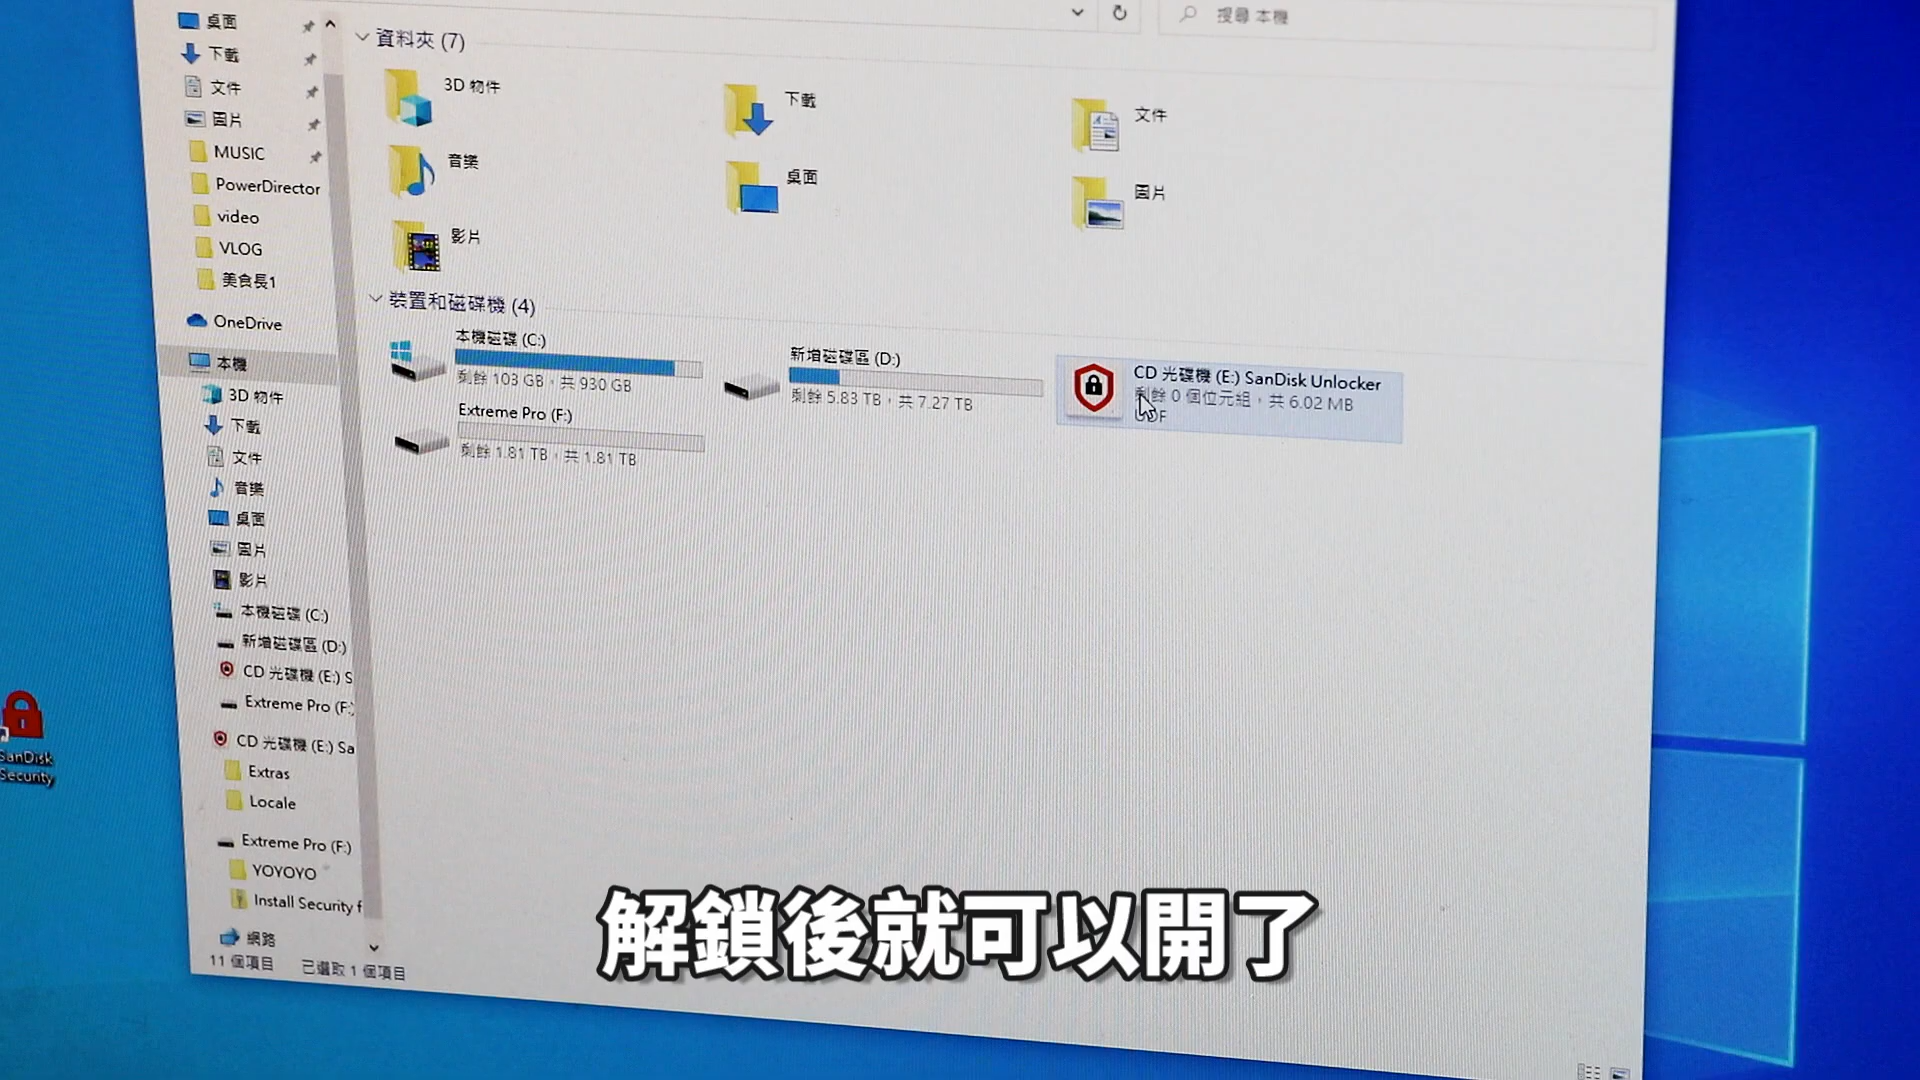 桌面
下載
文件
圖片
MUSIC
PowerDirector
video
VLOG
美食長1
OneDrive
本機
3D 物件
下載
文件
音樂
桌面
圖片
影片
本機磁碟 (C:)
新增磁碟區 (D:)
CD 光碟機 (E:) S
Extreme Pro (F:)
CD 光碟機 (E:) Sa
Extras
Locale
Extreme Pro (F:)
YOYOYO
Install Security f
網路
11 個項目 已選取 1 個項目
搜尋 本機
資料夾 (7)
3D 物件
下載
文件
音樂
桌面
圖片
影片
裝置和磁碟機 (4)
本機磁碟 (C:)
剩餘 103 GB，共 930 GB
新增磁碟區 (D:)
剩餘 5.83 TB，共 7.27 TB
CD 光碟機 (E:) SanDisk Unlocker
剩餘 0 個位元組，共 6.02 MB
UDF
Extreme Pro (F:)
剩餘 1.81 TB，共 1.81 TB
SanDisk
Security
解鎖後就可以開了